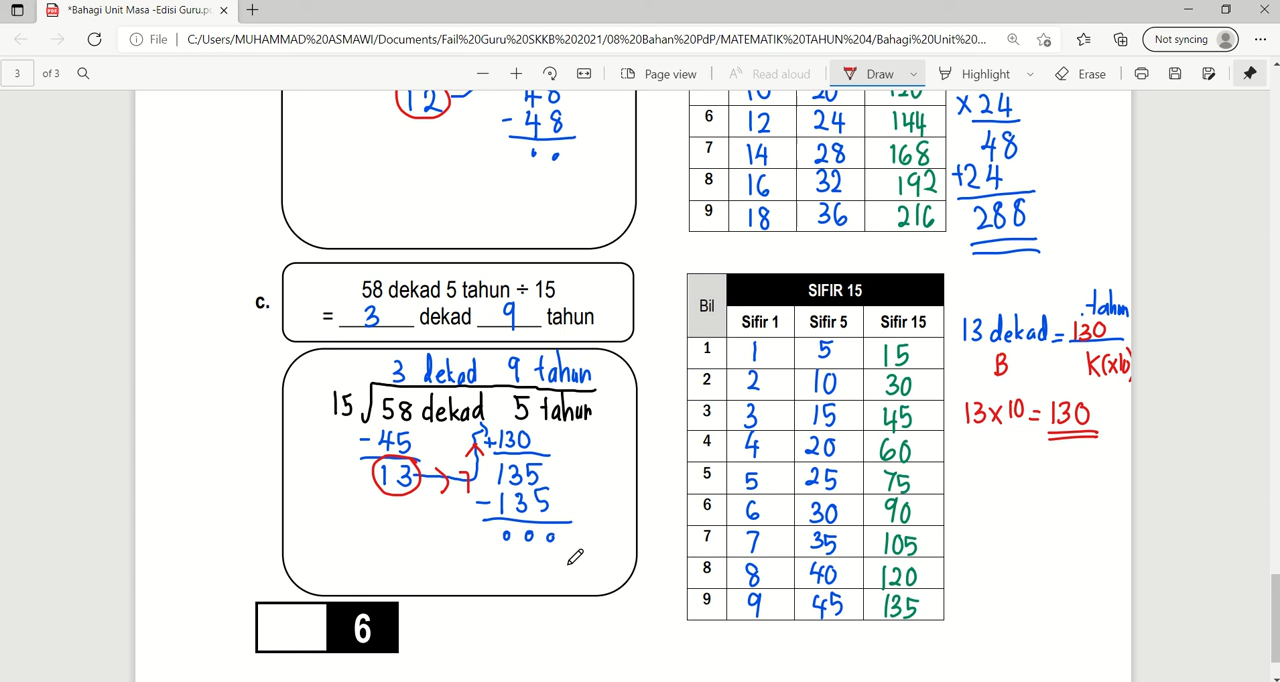 *Bahagi Unit Masa -Edisi Guru.p
File C:/Users/MUHAMMAD%20ASMAWI/Documents/Fail%20Guru%20SKKB%202021/08%20Bahan%20PdP/MATEMATIK%20TAHUN%204/Bahagi%20Unit%20... Not syncing
3 of 3 Page view Read aloud Draw Highlight Erase
12 48
- 48
0 0
10 20 120
6 12 24 144
7 14 28 168
8 16 32 192
9 18 36 216
x 24
48
+24
288
c.
58 dekad 5 tahun ÷ 15
= 3 dekad 9 tahun
3 dekad 9 tahun
15 58 dekad 5 tahun
- 45 +130
13 135
- 135
0 0 0
6
Bil SIFIR 15
Sifir 1 Sifir 5 Sifir 15
1 1 5 15
2 2 10 30
3 3 15 45
4 4 20 60
5 5 25 75
6 6 30 90
7 7 35 105
8 8 40 120
9 9 45 135
tahun
13 dekad = 130
B K(x10)
13 x 10 = 130